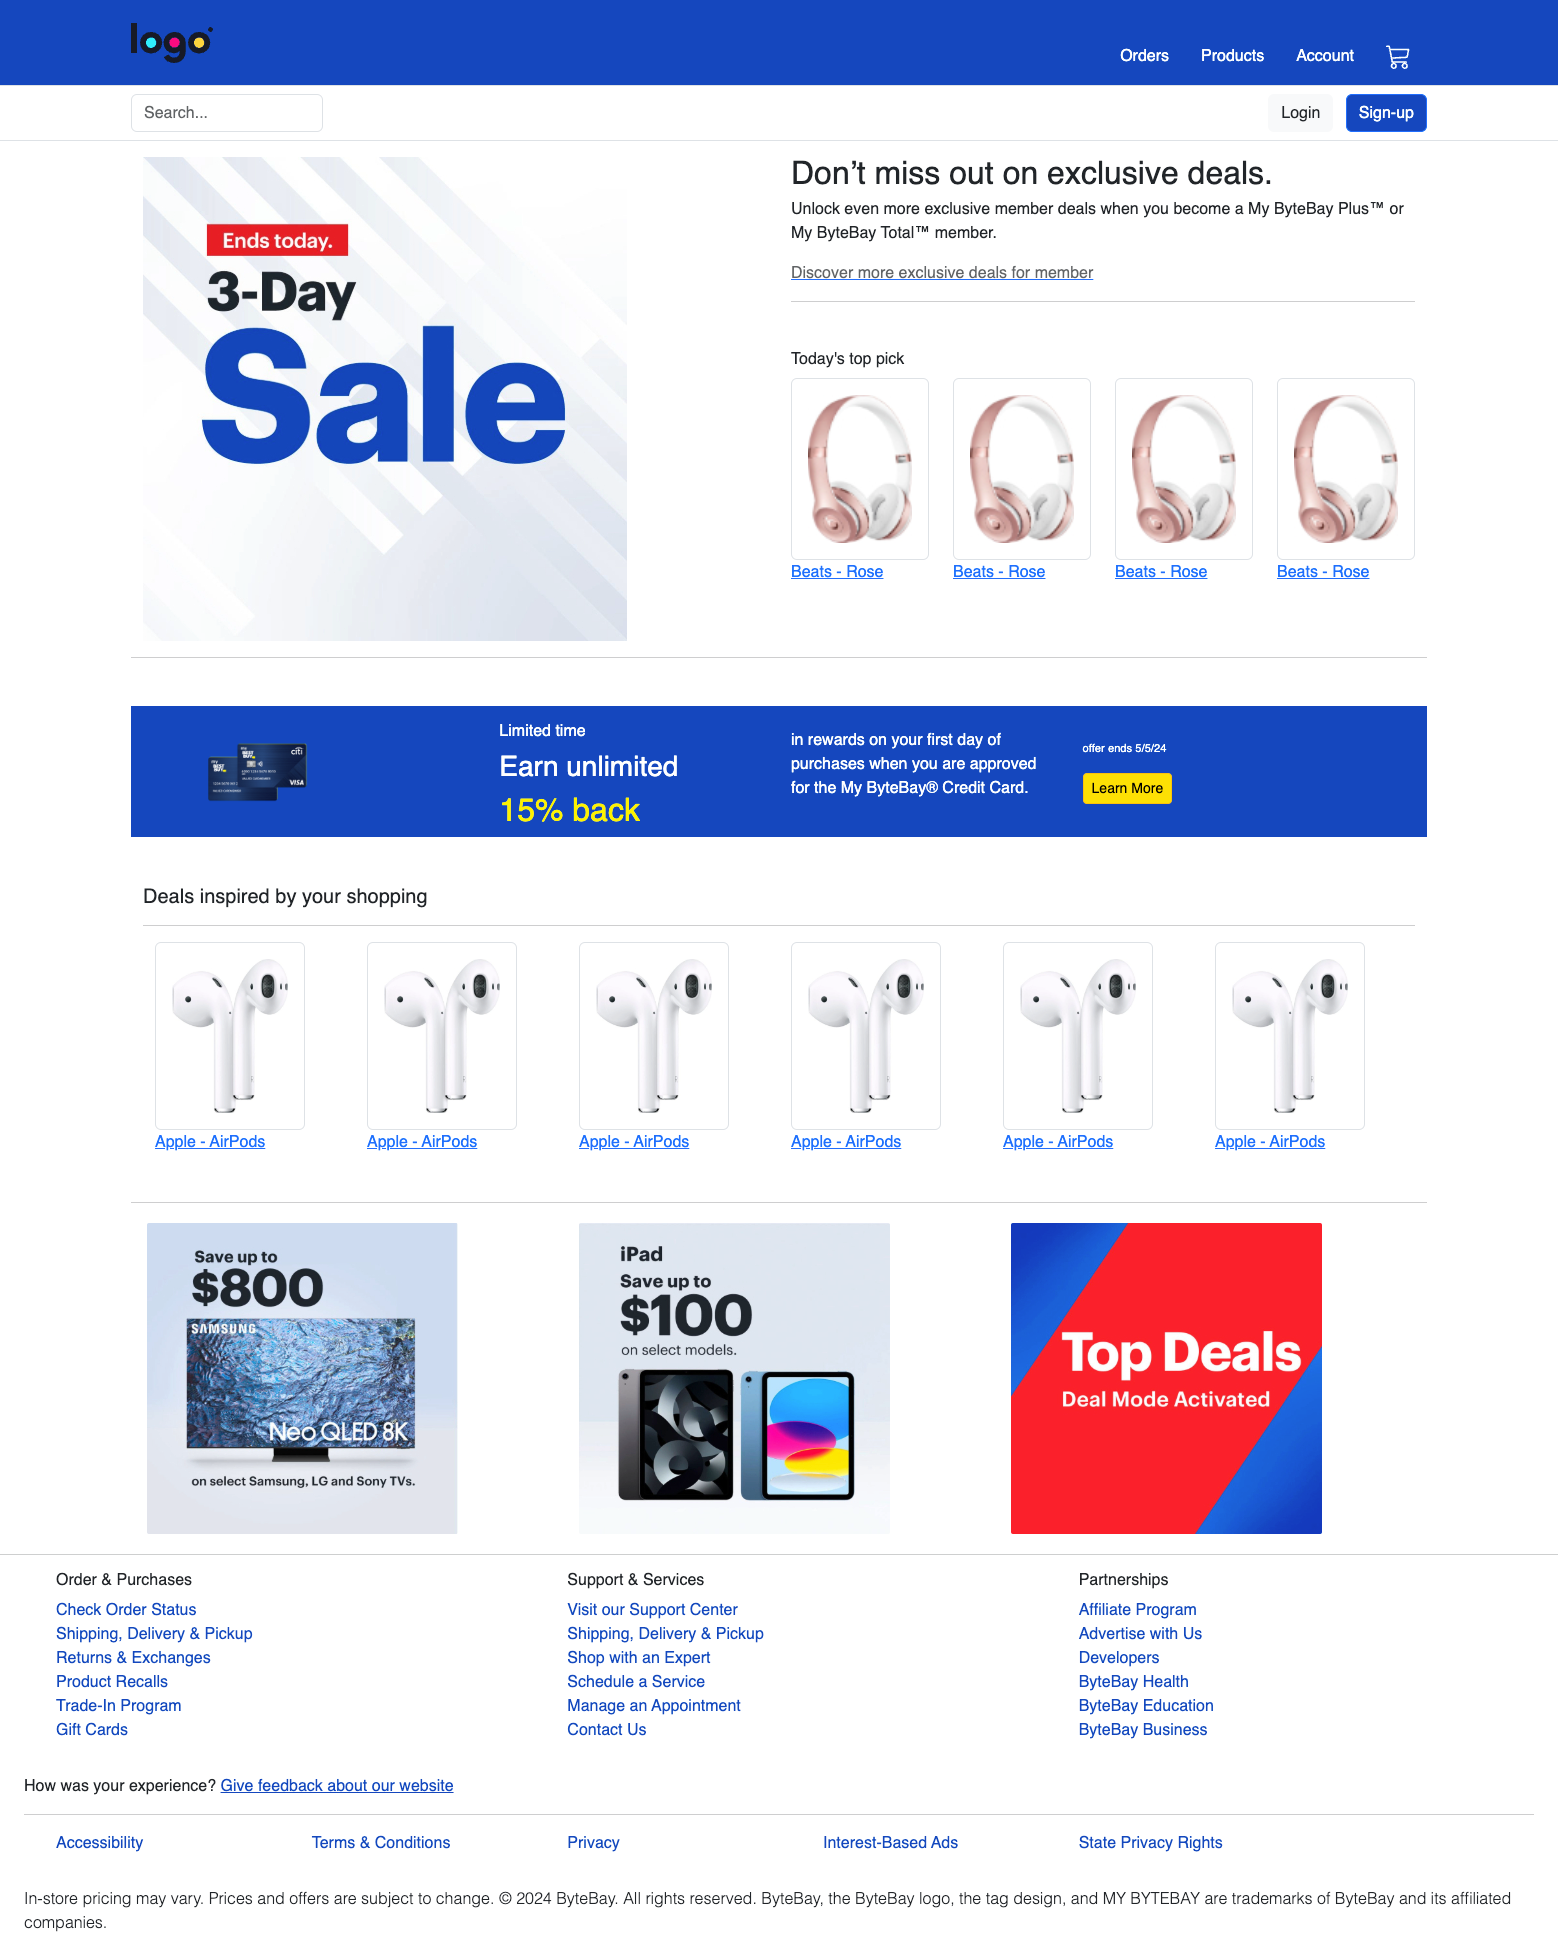 logo
Orders
Products
Account
Search...
Login
Sign-up
Ends today.
3-Day
Sale
Don’t miss out on exclusive deals.
Unlock even more exclusive member deals when you become a My ByteBay Plus™ or
My ByteBay Total™ member.
Discover more exclusive deals for member
Today's top pick
Beats - Rose
Beats - Rose
Beats - Rose
Beats - Rose
my
BEST
BUY
citi
VISA
Limited time
Earn unlimited
15% back
in rewards on your first day of
purchases when you are approved
for the My ByteBay® Credit Card.
offer ends 5/5/24
Learn More
Deals inspired by your shopping
Apple - AirPods
Apple - AirPods
Apple - AirPods
Apple - AirPods
Apple - AirPods
Apple - AirPods
Save up to
$800
SAMSUNG
Neo QLED 8K
on select Samsung, LG and Sony TVs.
iPad
Save up to
$100
on select models.
Top Deals
Deal Mode Activated
Order & Purchases
Check Order Status
Shipping, Delivery & Pickup
Returns & Exchanges
Product Recalls
Trade-In Program
Gift Cards
Support & Services
Visit our Support Center
Shipping, Delivery & Pickup
Shop with an Expert
Schedule a Service
Manage an Appointment
Contact Us
Partnerships
Affiliate Program
Advertise with Us
Developers
ByteBay Health
ByteBay Education
ByteBay Business
How was your experience? Give feedback about our website
Accessibility
Terms & Conditions
Privacy
Interest-Based Ads
State Privacy Rights
In-store pricing may vary. Prices and offers are subject to change. © 2024 ByteBay. All rights reserved. ByteBay, the ByteBay logo, the tag design, and MY BYTEBAY are trademarks of ByteBay and its affiliated
companies.